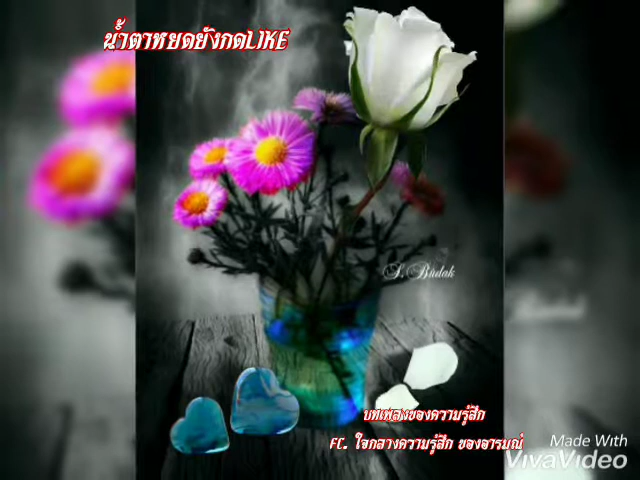 น้ำตาหยดยังกดLIKE
S. Budak
บทเพลงของความรู้สึก
FC. ใจกลางความรู้สึก ของอารมณ์
Made With
VivaVideo